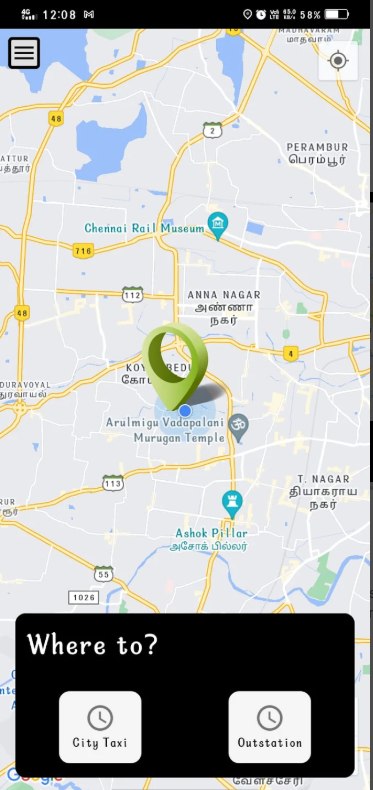 4G 12:08 M 58%
MADHAVARAM
மாதவரம்
48
2
PERAMBUR
பெரம்பூர்
Chennai Rail Museum
716
112
ANNA NAGAR
அண்ணா
நகர்
48
4
Arulmigu Vadapalani
Murugan Temple
113
T. NAGAR
தியாகராய
நகர்
Ashok Pillar
அசோக் பில்லர்
55
1026
Where to?
City Taxi
Outstation
Google
வேளச்சேரி